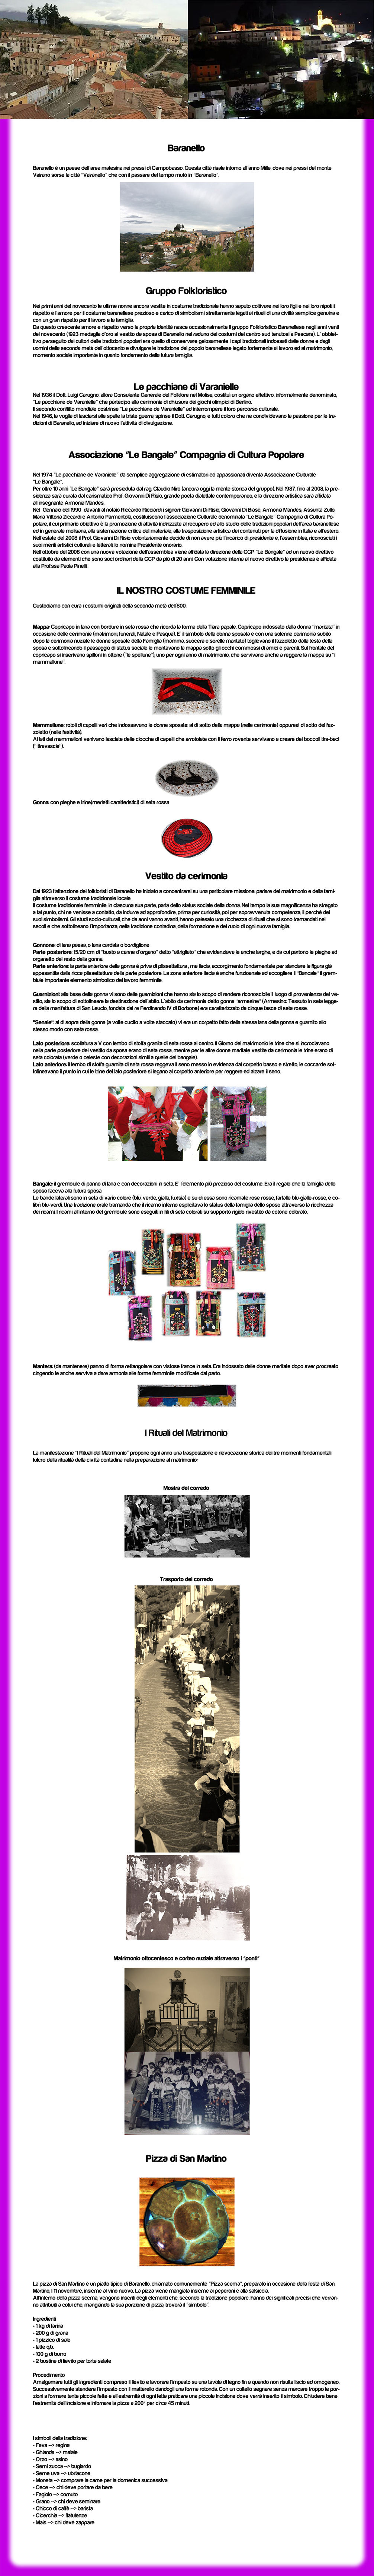 Baranello
Baranello è un paese dell'area matesina nei pressi di Campobasso. Questa città risale intorno all'anno Mille, dove nei pressi del monte
Vairano sorse la città "Vairanello" che con il passare del tempo mutò in "Baranello".
Gruppo Folkloristico
Nei primi anni del novecento le ultime nonne ancora vestite in costume tradizionale hanno saputo coltivare nei loro figli e nei loro nipoti il
rispetto e l'amore per il costume baranellese prezioso e carico di simbolismi strettamente legati ai rituali di una civiltà semplice genuina e
con un gran rispetto per il lavoro e la famiglia.
Da questo crescente amore e rispetto verso la propria identità nasce occasionalmente il gruppo Folkloristico Baranellese negli anni venti
del novecento (1923 medaglia d'oro al vestito da sposa di Baranello nel raduno dei costumi del centro sud tenutosi a Pescara). L' obbiet-
tivo perseguito dai cultori delle tradizioni popolari era quello di conservare gelosamente i capi tradizionali indossati dalle donne e dagli
uomini della seconda metà dell'ottocento e divulgare le tradizioni del popolo baranellese legato fortemente al lavoro ed al matrimonio,
momento sociale importante in quanto fondamento della futura famiglia.
Le pacchiane di Varanielle
Nel 1936 il Dott. Luigi Carugno, allora Consulente Generale del Folklore nel Molise, costituì un organo effettivo, informalmente denominato,
"Le pacchiane de Varanielle" che partecipò alla cerimonia di chiusura dei giochi olimpici di Berlino.
Il secondo conflitto mondiale costrinse "Le pacchiane de Varanielle" ad interrompere il loro percorso culturale.
Nel 1946, la voglia di lasciarsi alle spalle la triste guerra, spinse il Dott. Carugno, e tutti coloro che ne condividevano la passione per le tra-
dizioni di Baranello, ad iniziare di nuovo l'attività di divulgazione.
Associazione "Le Bangale" Compagnia di Cultura Popolare
Nel 1974 "Le pacchiane de Varanielle" da semplice aggregazione di estimatori ed appassionati diventa Associazione Culturale
"Le Bangale".
Per oltre 10 anni "Le Bangale" sarà presieduta dal rag. Claudio Niro (ancora oggi la mente storica del gruppo). Nel 1987, fino al 2008, la pre-
sidenza sarà curata dal carismatico Prof. Giovanni Di Risio, grande poeta dialettale contemporaneo, e la direzione artistica sarà affidata
all'insegnante Armonia Mandes.
Nel Gennaio del 1990 davanti al notaio Riccardo Ricciardi i signori Giovanni Di Risio, Giovanni Di Biase, Armonia Mandes, Assunta Zullo,
Maria Vittoria Ziccardi e Antonio Parmentola, costituiscono l'associazione Culturale denominata "Le Bangale" Compagnia di Cultura Po-
polare, il cui primario obiettivo è la promozione di attività indirizzate al recupero ed allo studio delle tradizioni popolari dell'area baranellese
e zone affini, alla sistemazione critica del materiale, alla trasposizione artistica dei contenuti per la diffusione in Italia e all'estero.
Nell'estate del 2008 il Prof. Giovanni Di Risio volontariamente decide di non avere più l'incarico di presidente e, l'assemblea, riconosciuti i
suoi meriti artistici culturali e letterati, lo nomina Presidente onorario.
Nell'ottobre del 2008 con una nuova votazione dell'assemblea viene affidata la direzione della CCP "Le Bangale" ad un nuovo direttivo
costituito da elementi che sono soci ordinari della CCP da più di 20 anni. Con votazione interna al nuovo direttivo la presidenza è affidata
alla Prof.ssa Paola Pinelli.
IL NOSTRO COSTUME FEMMINILE
Custodiamo con cura i costumi originali della seconda metà dell'800.
Mappa: Copricapo in lana con bordure in seta rossa che ricorda la forma della Tiara papale. Copricapo indossato dalla donna "maritata" in
occasione delle cerimonie (matrimoni, funerali, Natale e Pasqua). E' il simbolo della donna sposata e con una solenne cerimonia subito
dopo la cerimonia nuziale, le donne sposate della Famiglia (mamma, suocera e sorelle maritate) toglievano il fazzoletto dalla testa della
sposa e sottolineando il passaggio di status sociale le montavano la mappa sotto gli occhi commossi di amici e parenti. Sul frontale del
copricapo si inserivano spilloni in ottone ("le spellune"), uno per ogni anno di matrimonio, che servivano anche a reggere la mappa su "i
mammallune".
Mammallune: rotoli di capelli veri che indossavano le donne sposate al di sotto della mappa (nelle cerimonie) oppure al di sotto del faz-
zoletto (nelle festività).
Ai lati dei mammalloni venivano lasciate delle ciocche di capelli che arrotolate con il ferro rovente servivano a creare dei boccoli tira-baci
(" tiravascie").
Gonna con pieghe e trine(merletti caratteristici) di seta rossa
Vestito da cerimonia
Dal 1923 l'attenzione dei folkloristi di Baranello ha iniziato a concentrarsi su una particolare missione: parlare del matrimonio e della fami-
glia attraverso il costume tradizionale locale.
Il costume tradizionale femminile, in ciascuna sua parte, parla dello status sociale della donna. Nel tempo la sua magnificenza ha stregato
a tal punto, chi ne venisse a contatto, da indurre ad approfondire, prima per curiosità, poi per sopravvenuta competenza, il perché dei
suoi simbolismi. Gli studi socio-culturali, che da anni vanno avanti, hanno palesato una ricchezza di rituali che si sono tramandati nei
secoli e che sottolineano l'importanza, nella tradizione contadina, della formazione e del ruolo di ogni nuova famiglia.
Gonnone: di lana paesa, o lana cardata o bordiglione
Parte posteriore: 15/20 cm di "busto a canne d'organo" detto "attrigliato" che evidenziava le anche larghe, e da cui partono le pieghe ad
organetto del resto della gonna
Parte anteriore: la parte anteriore della gonna è priva di plissettattura , ma liscia, accorgimento fondamentale per slanciare la figura già
appesantita dalla ricca plissettattura della parte posteriore. La zona anteriore liscia è anche funzionale ad accogliere il "Bancale" il grem-
biule importante elemento simbolico del lavoro femminile.
Guarnizioni: alla base della gonna vi sono delle guarnizioni che hanno sia lo scopo di rendere riconoscibile il luogo di provenienza del ve-
stito, sia lo scopo di sottolineare la destinazione dell'abito. L'abito da cerimonie detto gonna "armesino" (Armesino: Tessuto in seta legge-
ra della manifattura di San Leucio, fondata dal re Ferdinando IV di Borbone) era caratterizzato da cinque fasce di seta rosse.
"Senale": al di sopra della gonna (a volte cucito a volte staccato) vi era un corpetto fatto della stessa lana della gonna e guarnito allo
stesso modo con seta rossa.
Lato posteriore: scollatura a V con lembo di stoffa granita di seta rossa al centro. Il Giorno del matrimonio le trine che si incrociavano
nella parte posteriore del vestito da sposa erano di seta rossa, mentre per le altre donne maritate vestite da cerimonia le trine erano di
seta colorata (verde o celeste con decorazioni simili a quelle del bangale).
Lato anteriore: il lembo di stoffa guarnita di seta rossa reggeva il seno messo in evidenza dal corpetto basso e stretto, le coccarde sot-
tolineavano il punto in cui le trine del lato posteriore si legano al corpetto anteriore per reggere ed alzare il seno.
Bangale: il grembiule di panno di lana e con decorazioni in seta. E' l'elemento più prezioso del costume. Era il regalo che la famiglia dello
sposo faceva alla futura sposa.
Le bande laterali sono in seta di vario colore (blu, verde, gialla, fucsia) e su di essa sono ricamate rose rosse, farfalle blu-gialle-rosse, e co-
libri blu-verdi. Una tradizione orale tramanda che il ricamo interno esplicitava lo status della famiglia dello sposo attraverso la ricchezza
dei ricami. I ricami all'interno del grembiule sono eseguiti in fili di seta colorati su supporto rigido rivestito da cotone colorato.
Mantera (da mantenere) panno di forma rettangolare con vistose france in seta. Era indossato dalle donne maritate dopo aver procreato
cingendo le anche serviva a dare armonia alle forme femminile modificate dal parto.
I Rituali del Matrimonio
La manifestazione "I Rituali del Matrimonio" propone ogni anno una trasposizione e rievocazione storica dei tre momenti fondamentali
fulcro della ritualità della civiltà contadina nella preparazione al matrimonio:
Mostra del corredo
Trasporto del corredo
Matrimonio ottocentesco e corteo nuziale attraverso i "ponti"
Pizza di San Martino
La pizza di San Martino è un piatto tipico di Baranello, chiamato comunemente "Pizza scema", preparato in occasione della festa di San
Martino, l'11 novembre, insieme al vino nuovo. La pizza viene mangiata insieme ai peperoni e alla salsiccia.
All'interno della pizza scema, vengono inseriti degli elementi che, secondo la tradizione popolare, hanno dei significati precisi che verran-
no attribuiti a colui che, mangiando la sua porzione di pizza, troverà il "simbolo".
Ingredienti
- 1 kg di farina
- 200 g di grana
- 1 pizzico di sale
- latte q.b.
- 100 g di burro
- 2 bustine di lievito per torte salate
Procedimento
Amalgamare tutti gli ingredienti compreso il lievito e lavorare l'impasto su una tavola di legno fin a quando non risulta liscio ed omogeneo.
Successivamente stendere l'impasto con il matterello dandogli una forma rotonda. Con un coltello segnare senza marcare troppo le por-
zioni a formare tante piccole fette e all'estremità di ogni fetta praticare una piccola incisione dove verrà inserito il simbolo. Chiudere bene
l'estremità dell'incisione e infornare la pizza a 200° per circa 45 minuti.
I simboli della tradizione:
- Fava --> regina
- Ghianda --> maiale
- Orzo --> asino
- Semi zucca --> bugiardo
- Seme uva --> ubriacone
- Moneta --> comprare la carne per la domenica successiva
- Cece --> chi deve portare da bere
- Fagiolo --> cornuto
- Grano --> chi deve seminare
- Chicco di caffè --> barista
- Cicerchia --> flatulenze
- Mais --> chi deve zappare